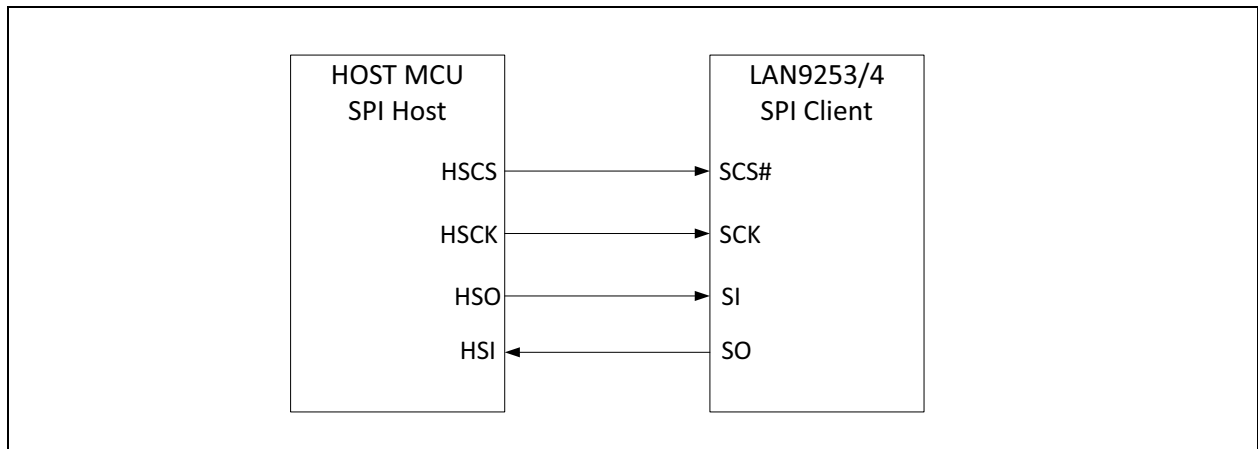 HOST MCU
SPI Host
LAN9253/4
SPI Client
HSCS
SCS#
HSCK
SCK
HSO
SI
HSI
SO